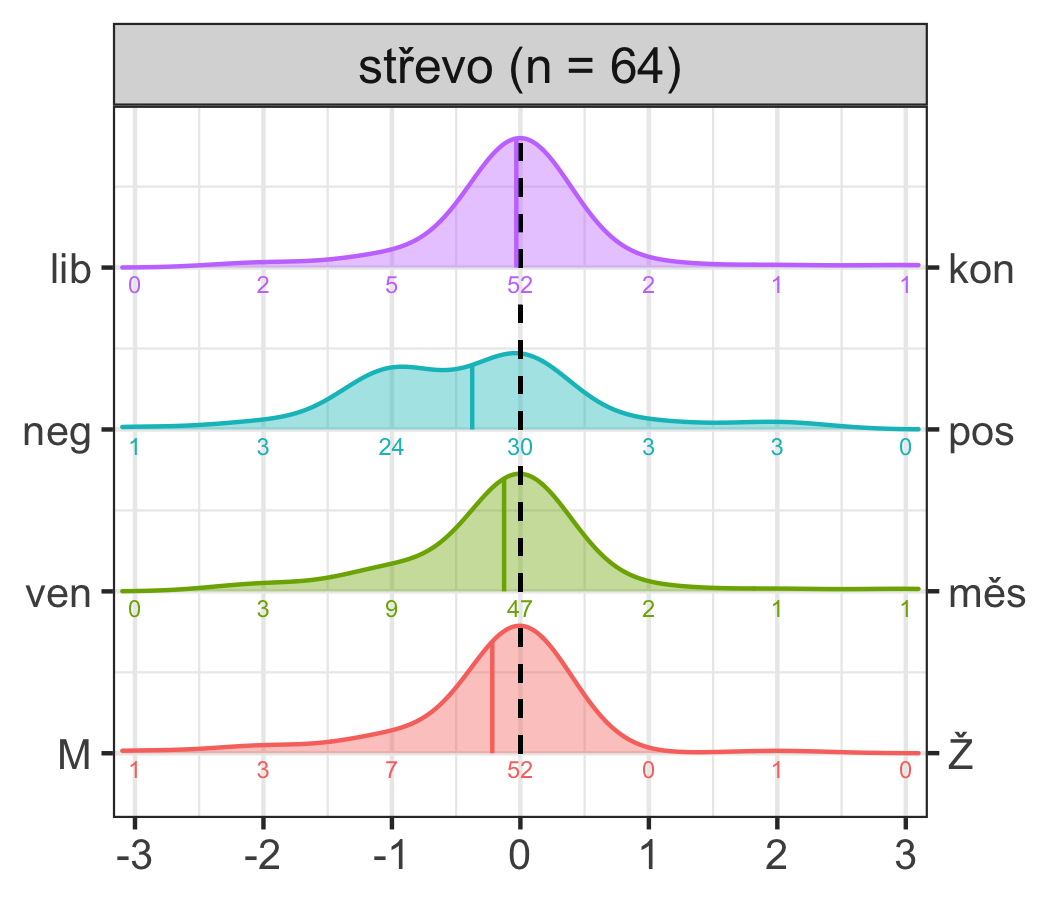 střevo (n = 64)
lib kon
0 2 5 52 2 1 1
neg pos
1 3 24 30 3 3 0
ven měs
0 3 9 47 2 1 1
M Ž
1 3 7 52 0 1 0
-3 -2 -1 0 1 2 3